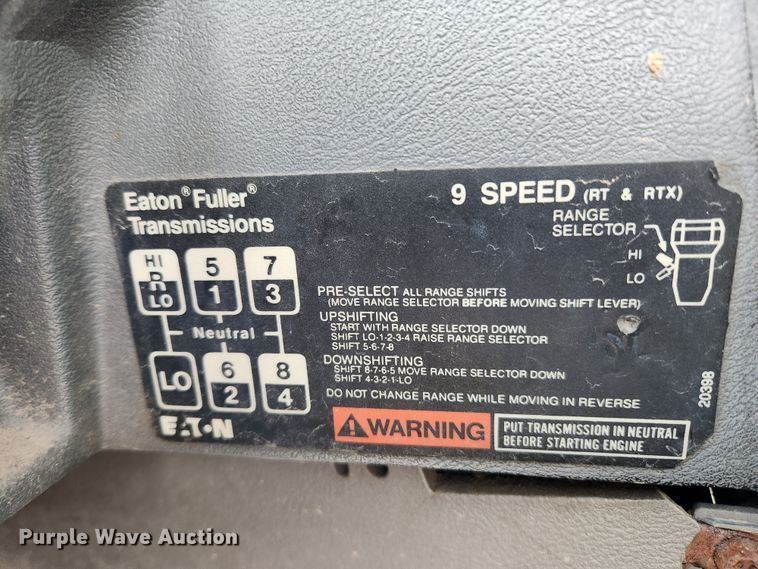 Eaton® Fuller®
Transmissions
9 SPEED (RT & RTX)
RANGE
SELECTOR
HI
LO
HI
R
LO
5
1
7
3
Neutral
LO
6
2
8
4
EATON
PRE-SELECT ALL RANGE SHIFTS
(MOVE RANGE SELECTOR BEFORE MOVING SHIFT LEVER)
UPSHIFTING
START WITH RANGE SELECTOR DOWN
SHIFT LO-1-2-3-4 RAISE RANGE SELECTOR
SHIFT 5-6-7-8
DOWNSHIFTING
SHIFT 8-7-6-5 MOVE RANGE SELECTOR DOWN
SHIFT 4-3-2-1-LO
DO NOT CHANGE RANGE WHILE MOVING IN REVERSE
WARNING
PUT TRANSMISSION IN NEUTRAL
BEFORE STARTING ENGINE
20398
Purple Wave Auction